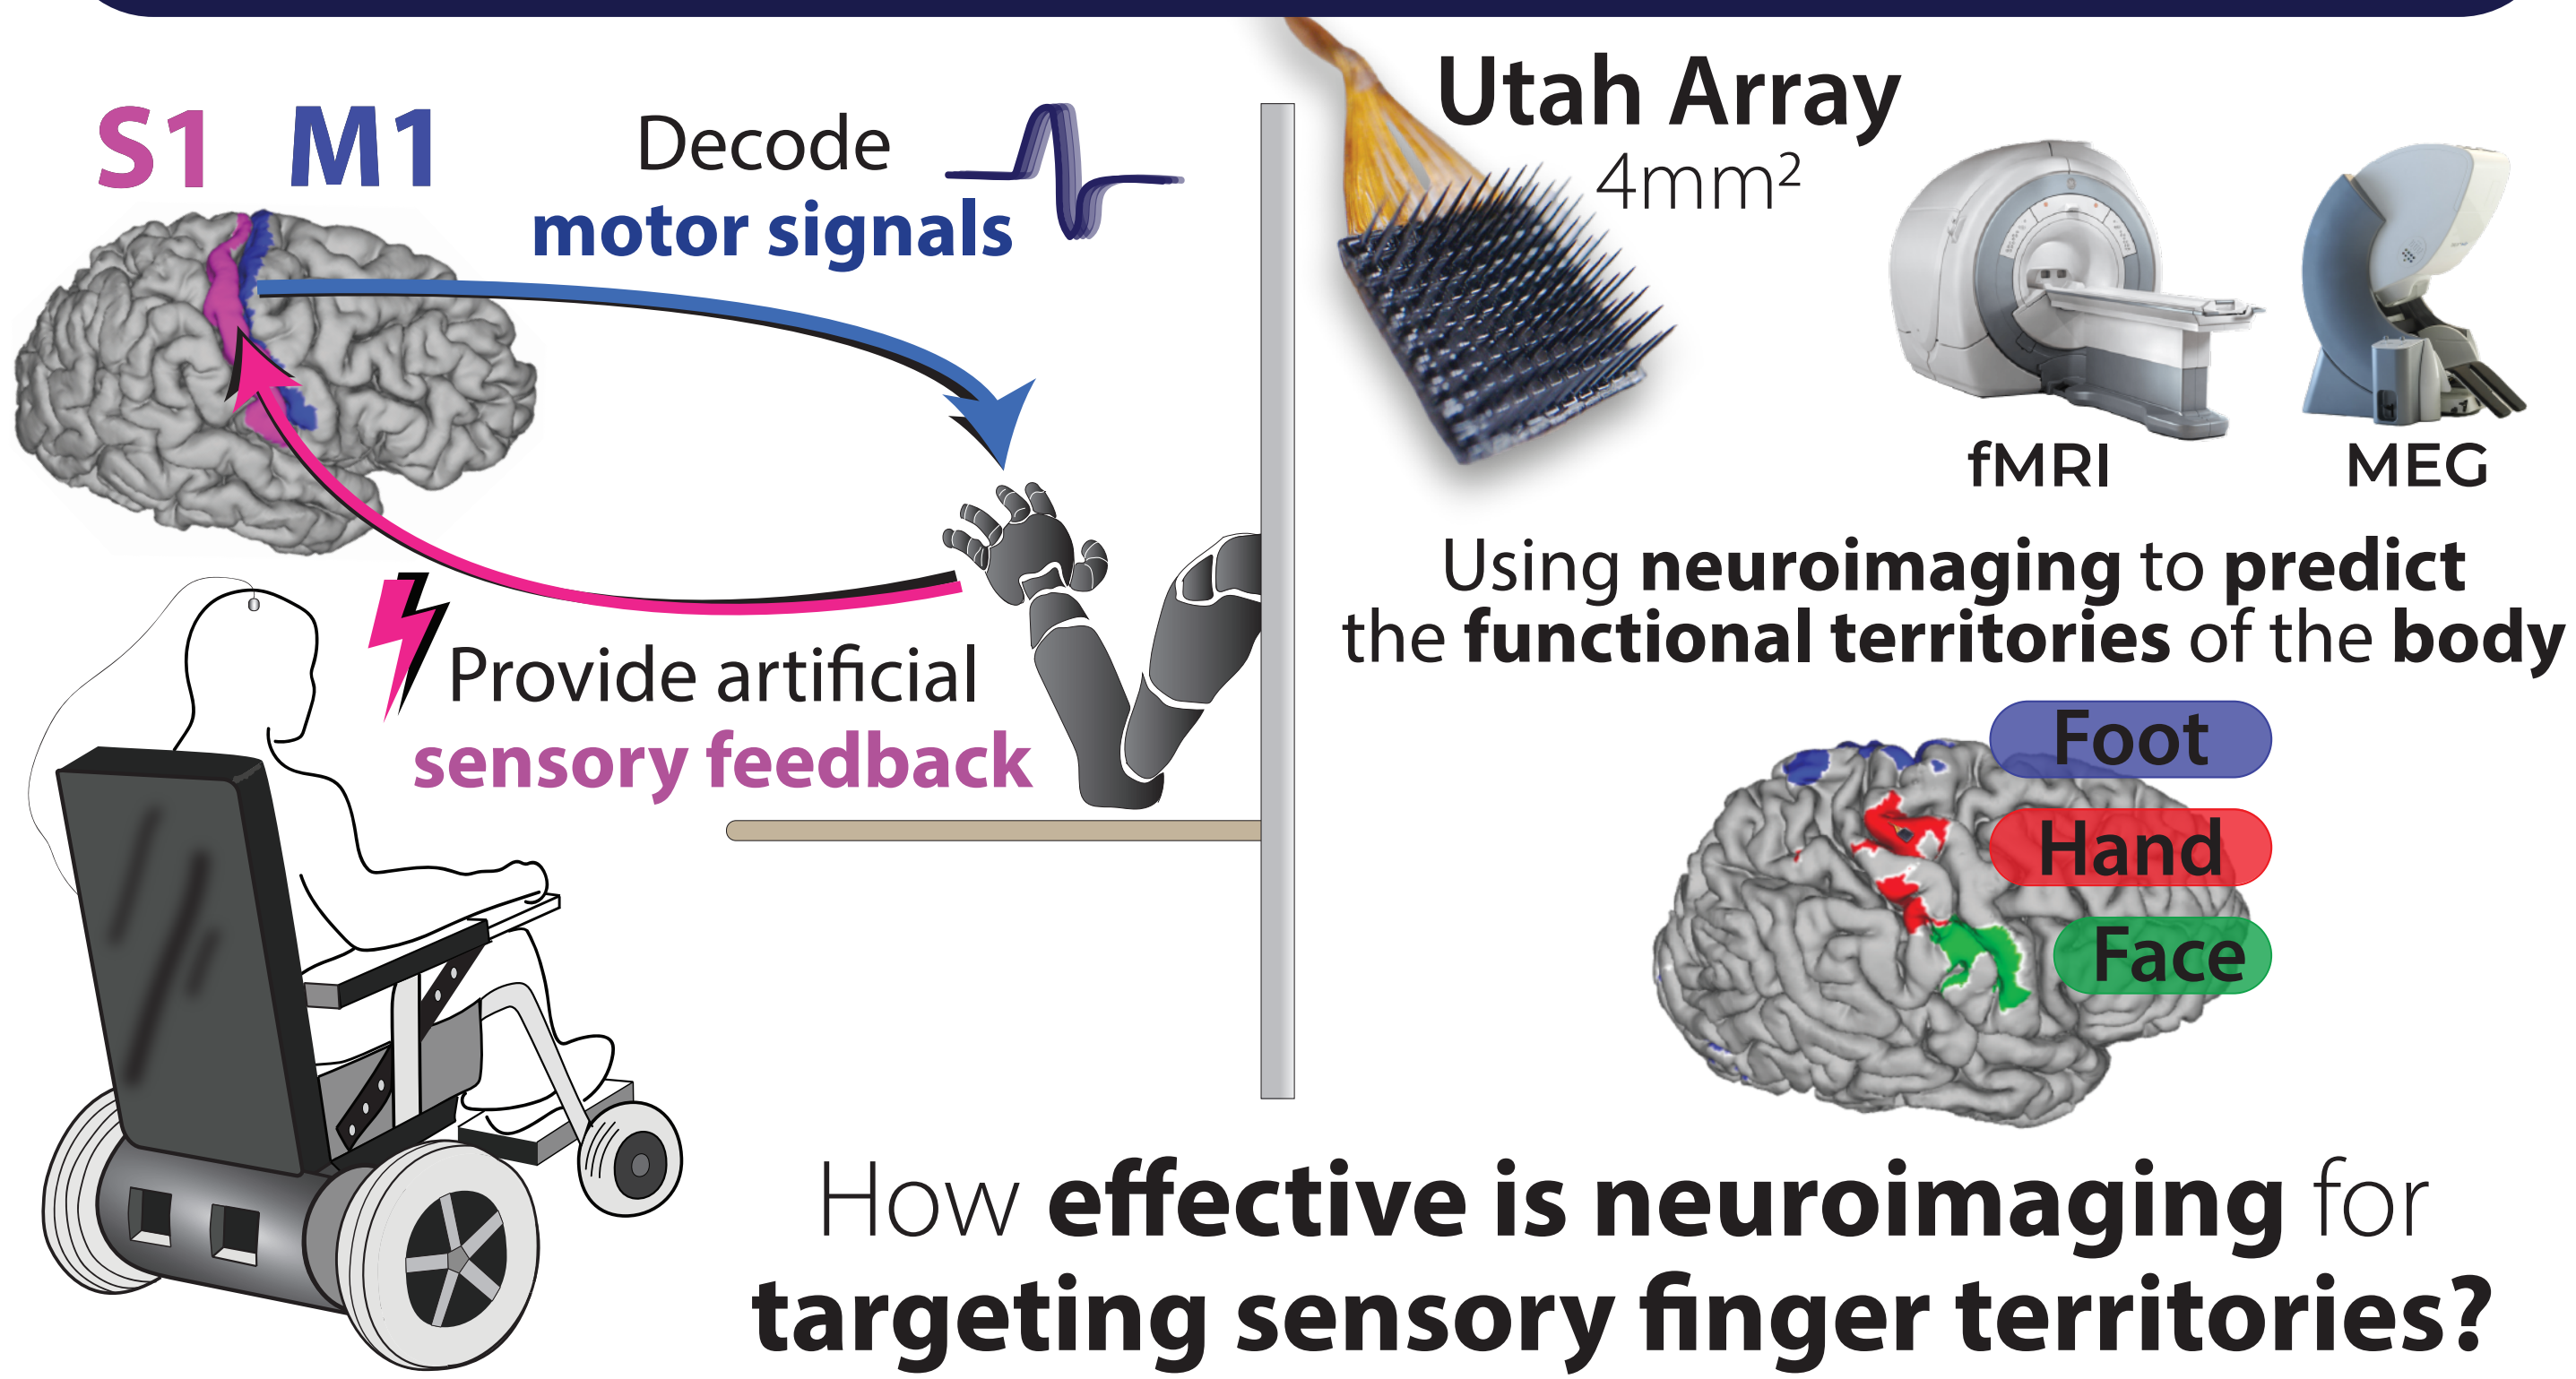 S1 M1
Decode
motor signals
Provide artificial
sensory feedback
Utah Array
4mm²
fMRI
MEG
Using neuroimaging to predict
the functional territories of the body
Foot
Hand
Face
How effective is neuroimaging for
targeting sensory finger territories?